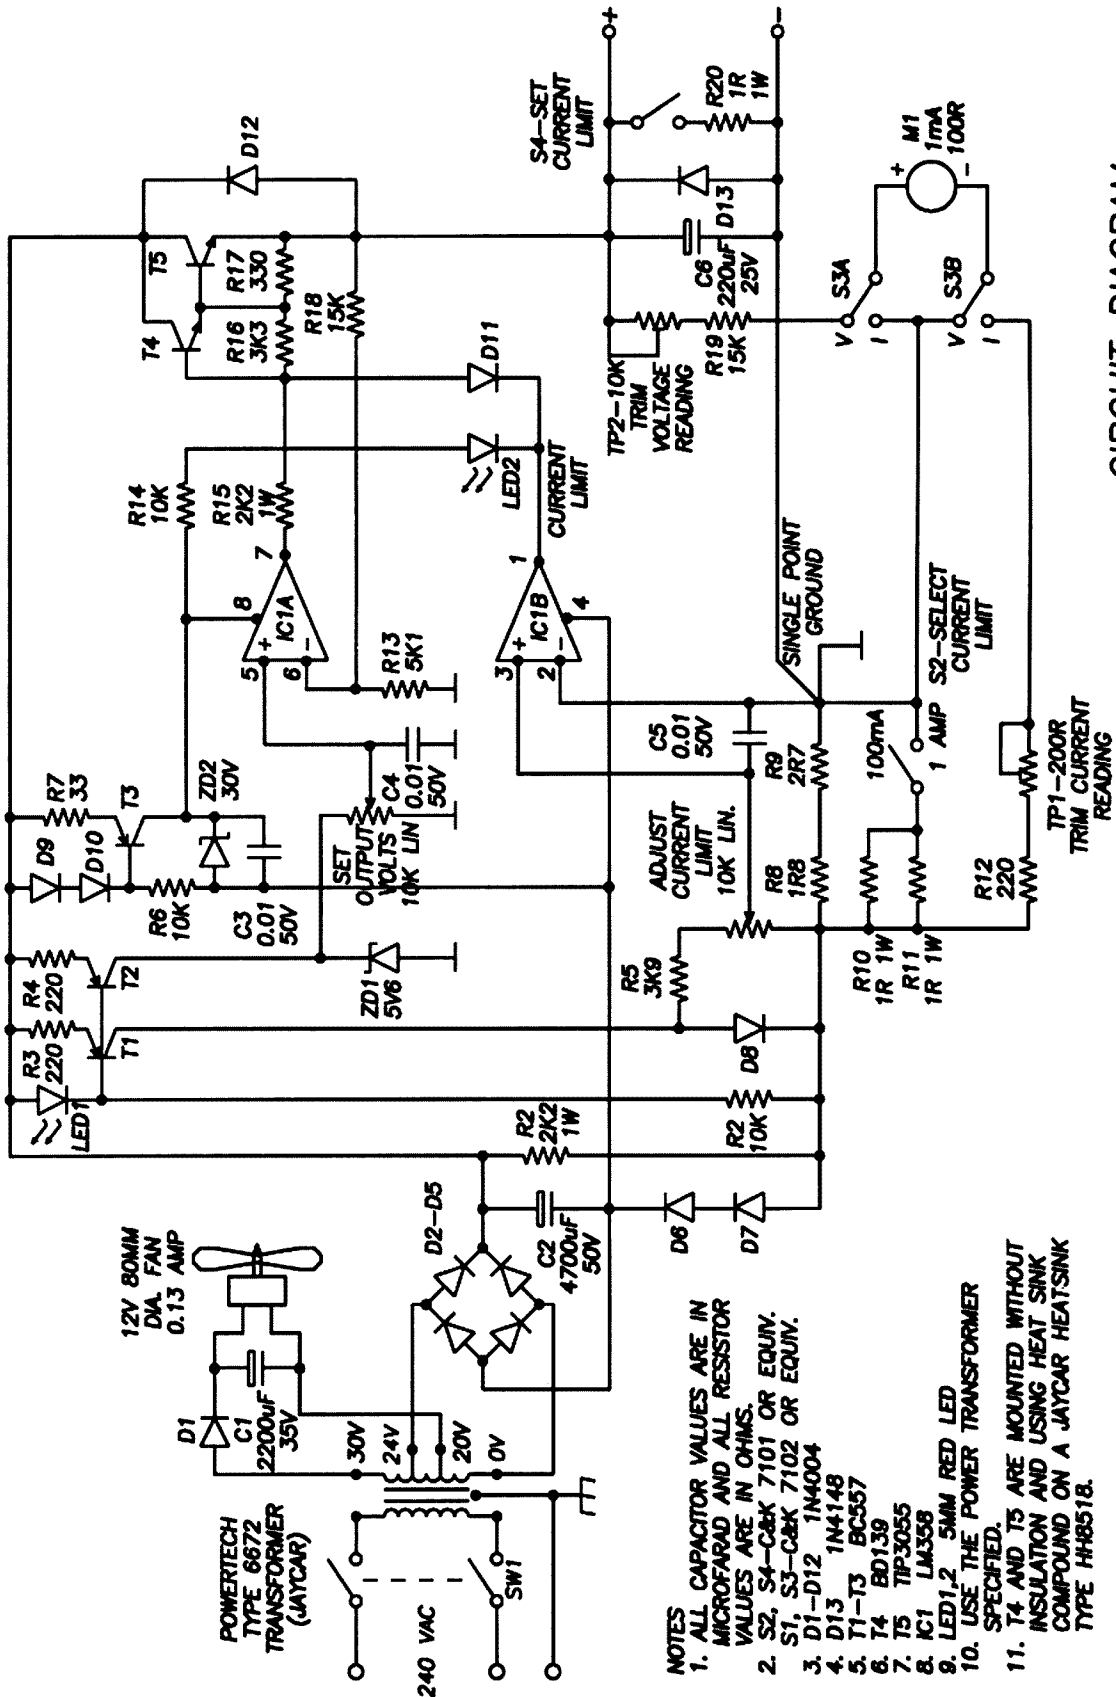 POWERTECH
TYPE 6672
TRANSFORMER
(JAYCAR)
240 VAC
SW1
30V
24V
20V
0V
D1
C1
2200uF
35V
12V 80MM
DIA. FAN
0.13 AMP
D2-D5
C2
4700uF
50V
R2
2K2
1W
D6
D7
R2
10K
D8
LED1
R3
220
R4
220
T1
T2
ZD1
5V6
R5
3K9
D9
D10
R7
33
T3
R6
10K
ZD2
30V
C3
0.01
50V
SET
OUTPUT
VOLTS
10K LIN
C4
0.01
50V
R13
5K1
5
6
7
8
+
-
IC1A
R14
10K
R15
2K2
1W
R16
3K3
R17
330
R18
15K
T4
T5
D12
D11
LED2
CURRENT
LIMIT
3
2
1
4
+
-
IC1B
C5
0.01
50V
ADJUST
CURRENT
LIMIT
10K LIN.
R8
1R8
R9
2R7
SINGLE POINT
GROUND
100mA
1 AMP
S2-SELECT
CURRENT
LIMIT
R10
1R 1W
R11
1R 1W
R12
220
TP1-200R
TRIM CURRENT
READING
TP2-10K
TRIM
VOLTAGE
READING
R19
15K
C6
220uF
25V
D13
S4-SET
CURRENT
LIMIT
R20
1R
1W
+
-
S3A
V
I
S3B
V
I
M1
1mA
100R
+
-
NOTES
1. ALL CAPACITOR VALUES ARE IN
MICROFARAD AND ALL RESISTOR
VALUES ARE IN OHMS.
2. S2, S4-C&K 7101 OR EQUIV.
S1, S3-C&K 7102 OR EQUIV.
3. D1-D12 1N4004
4. D13 1N4148
5. T1-T3 BC557
6. T4 BD139
7. T5 TIP3055
8. IC1 LM358
9. LED1,2 5MM RED LED
10. USE THE POWER TRANSFORMER
SPECIFIED.
11. T4 AND T5 ARE MOUNTED WITHOUT
INSULATION AND USING HEAT SINK
COMPOUND ON A JAYCAR HEATSINK
TYPE HH8518.
CIRCUIT DIAGRAM